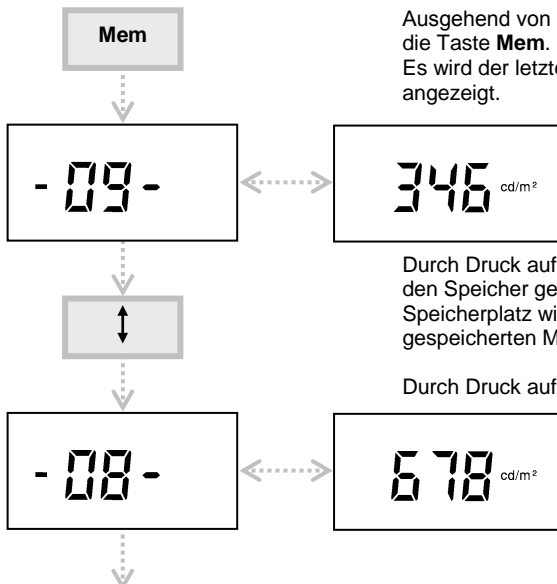 Mem
Ausgehend von
die Taste Mem.
Es wird der letzte
angezeigt.
-09-
346 cd/m²
Durch Druck auf
den Speicher ge
Speicherplatz wi
gespeicherten M
↕
Durch Druck auf
-08-
678 cd/m²